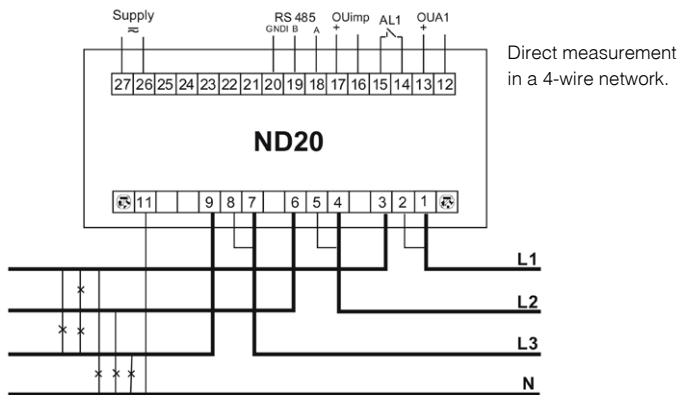 Supply
RS 485
OUimp
AL1
OUA1
GNDI B A + +
27 26 25 24 23 22 21 20 19 18 17 16 15 14 13 12
Direct measurement
in a 4-wire network.
ND20
11 9 8 7 6 5 4 3 2 1
L1
L2
L3
N